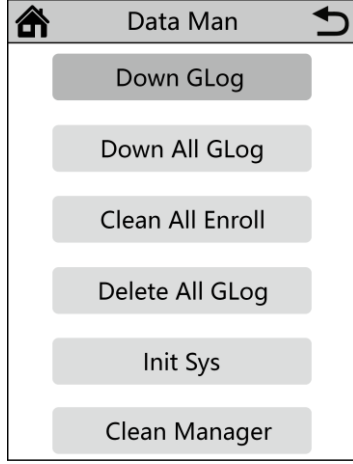 Data Man
Down GLog
Down All GLog
Clean All Enroll
Delete All GLog
Init Sys
Clean Manager